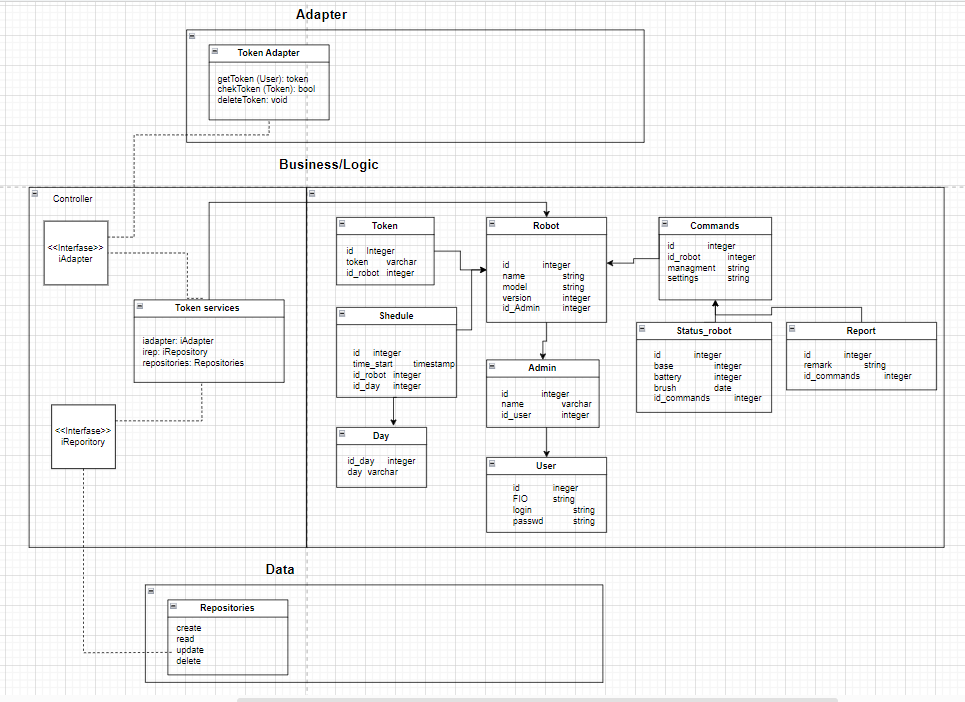 Adapter
Token Adapter
getToken (User): token
chekToken (Token): bool
deleteToken: void
Business/Logic
Controller
<<Interfase>>
iAdapter
Token services
iadapter: iAdapter
irep: iRepository
repositories: Repositories
<<Interfase>>
iReporitory
Token
id Integer
token varchar
id_robot integer
Shedule
id integer
time_start timestamp
id_robot integer
id_day integer
Day
id_day integer
day varchar
Robot
id integer
name string
model string
version integer
id_Admin integer
Admin
id integer
name varchar
id_user integer
User
id ineger
FIO string
login string
passwd string
Commands
id integer
id_robot integer
managment string
settings string
Status_robot
id integer
base integer
battery integer
brush date
id_commands integer
Report
id integer
remark string
id_commands integer
Data
Repositories
create
read
update
delete